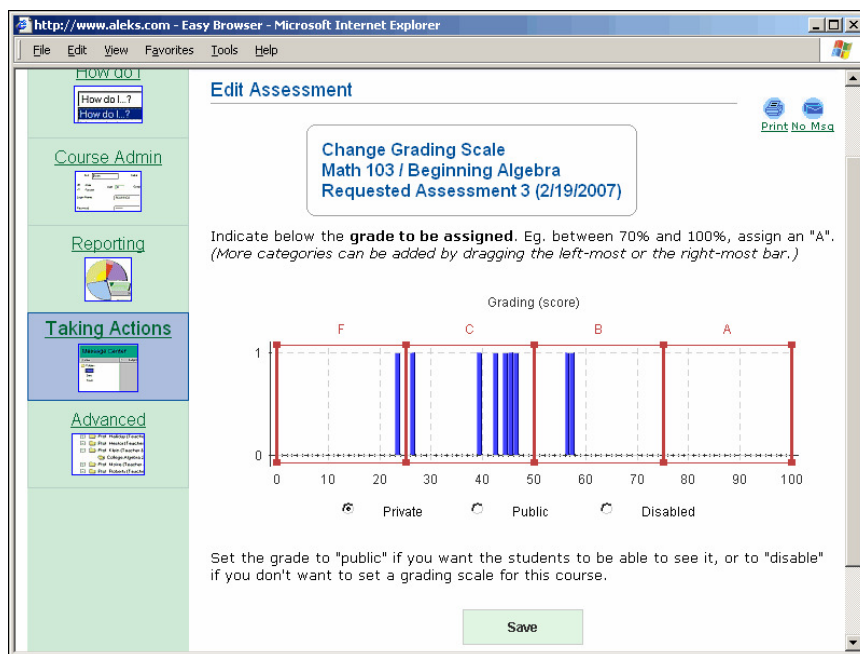 http://www.aleks.com - Easy Browser - Microsoft Internet Explorer
File Edit View Favorites Tools Help
How do I
How do I...?
How do I...?
Course Admin
Reporting
Taking Actions
Message Center
Advanced
Edit Assessment
Print No Msg
Change Grading Scale
Math 103 / Beginning Algebra
Requested Assessment 3 (2/19/2007)
Indicate below the grade to be assigned. Eg. between 70% and 100%, assign an "A".
(More categories can be added by dragging the left-most or the right-most bar.)
Grading (score)
F C B A
1
0
0 10 20 30 40 50 60 70 80 90 100
Private Public Disabled
Set the grade to "public" if you want the students to be able to see it, or to "disable"
if you don't want to set a grading scale for this course.
Save